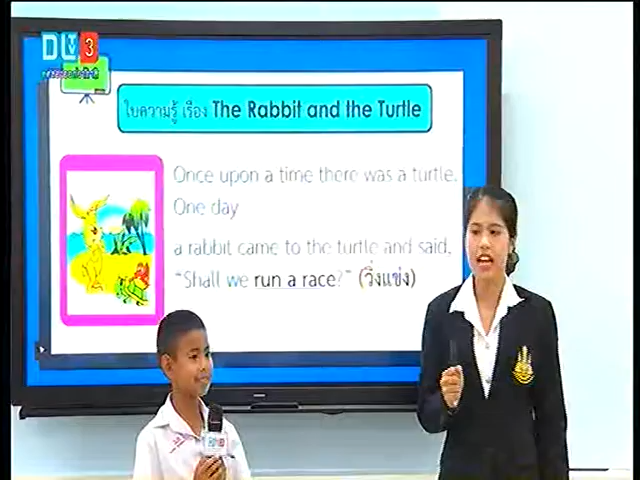 DLTV 3
ใบความรู้ เรื่อง The Rabbit and the Turtle
Once upon a time there was a turtle.
One day
a rabbit came to the turtle and said,
"Shall we run a race?" (วิ่งแข่ง)